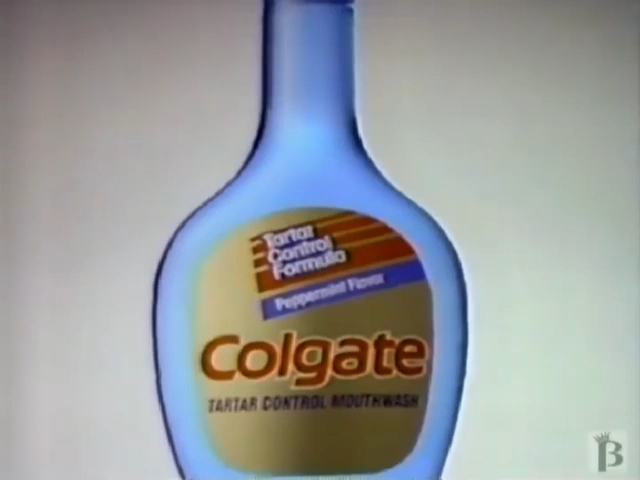 Tartar
Control
Formula
Peppermint Flavor
Colgate
TARTAR CONTROL MOUTHWASH
B